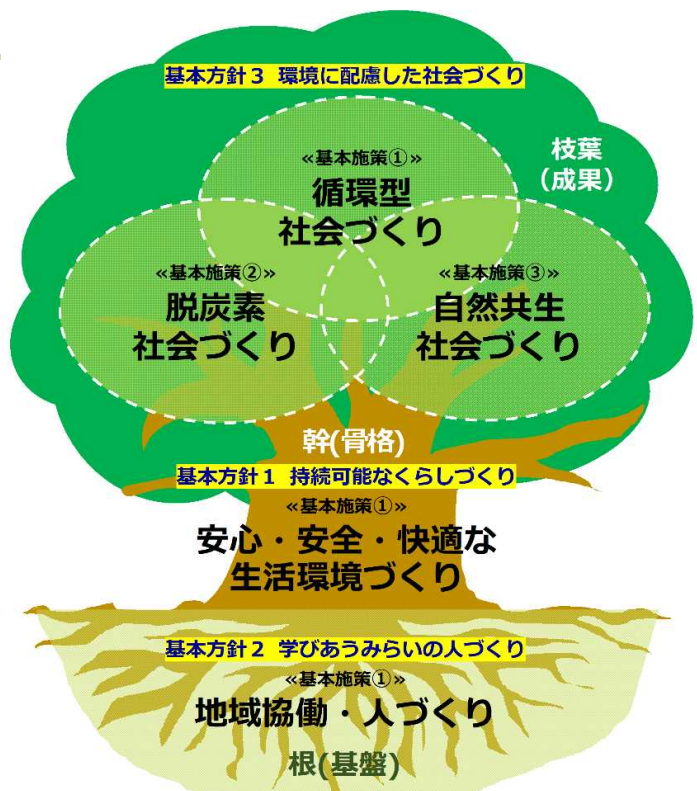 基本方針３ 環境に配慮した社会づくり
枝葉
（成果）
≪基本施策①≫
循環型
社会づくり
≪基本施策②≫
脱炭素
社会づくり
≪基本施策③≫
自然共生
社会づくり
幹(骨格)
基本方針１ 持続可能なくらしづくり
≪基本施策①≫
安心・安全・快適な
生活環境づくり
基本方針２ 学びあうみらいの人づくり
≪基本施策①≫
地域協働・人づくり
根(基盤)